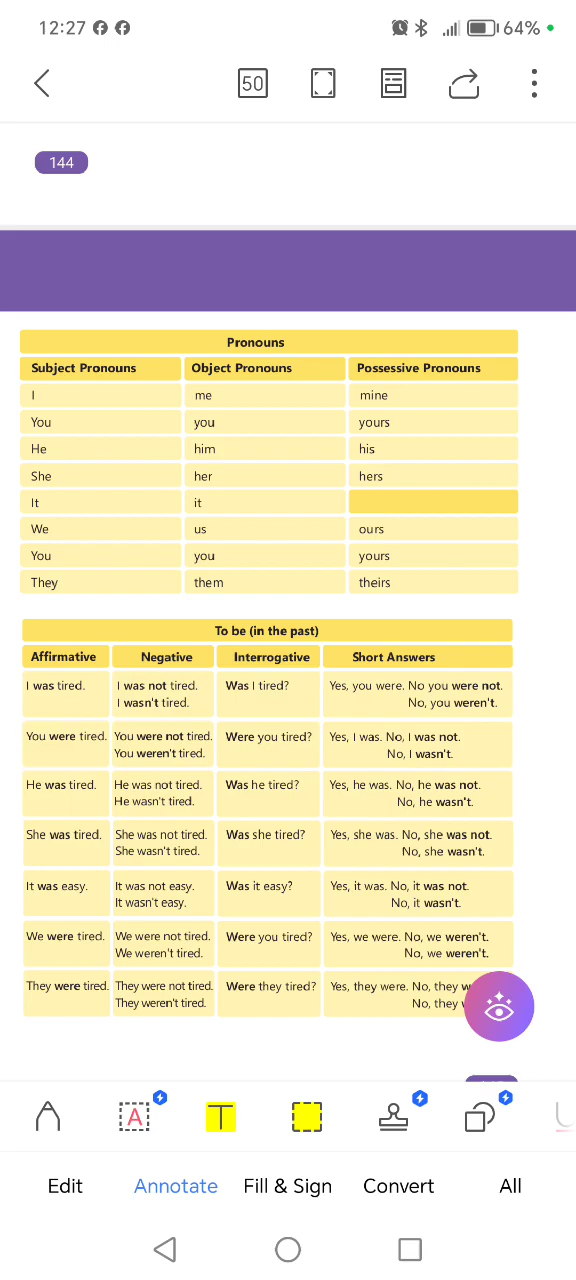 12:27 64%
50
144
Pronouns
Subject Pronouns Object Pronouns Possessive Pronouns
I me mine
You you yours
He him his
She her hers
It it
We us ours
You you yours
They them theirs
To be (in the past)
Affirmative Negative Interrogative Short Answers
I was tired. I was not tired. Was I tired? Yes, you were. No you were not.
I wasn't tired. No, you weren't.
You were tired. You were not tired. Were you tired? Yes, I was. No, I was not.
You weren't tired. No, I wasn't.
He was tired. He was not tired. Was he tired? Yes, he was. No, he was not.
He wasn't tired. No, he wasn't.
She was tired. She was not tired. Was she tired? Yes, she was. No, she was not.
She wasn't tired. No, she wasn't.
It was easy. It was not easy. Was it easy? Yes, it was. No, it was not.
It wasn't easy. No, it wasn't.
We were tired. We were not tired. Were you tired? Yes, we were. No, we weren't.
We weren't tired. No, we weren't.
They were tired. They were not tired. Were they tired? Yes, they were. No, they
They weren't tired. No, they
A T
Edit Annotate Fill & Sign Convert All